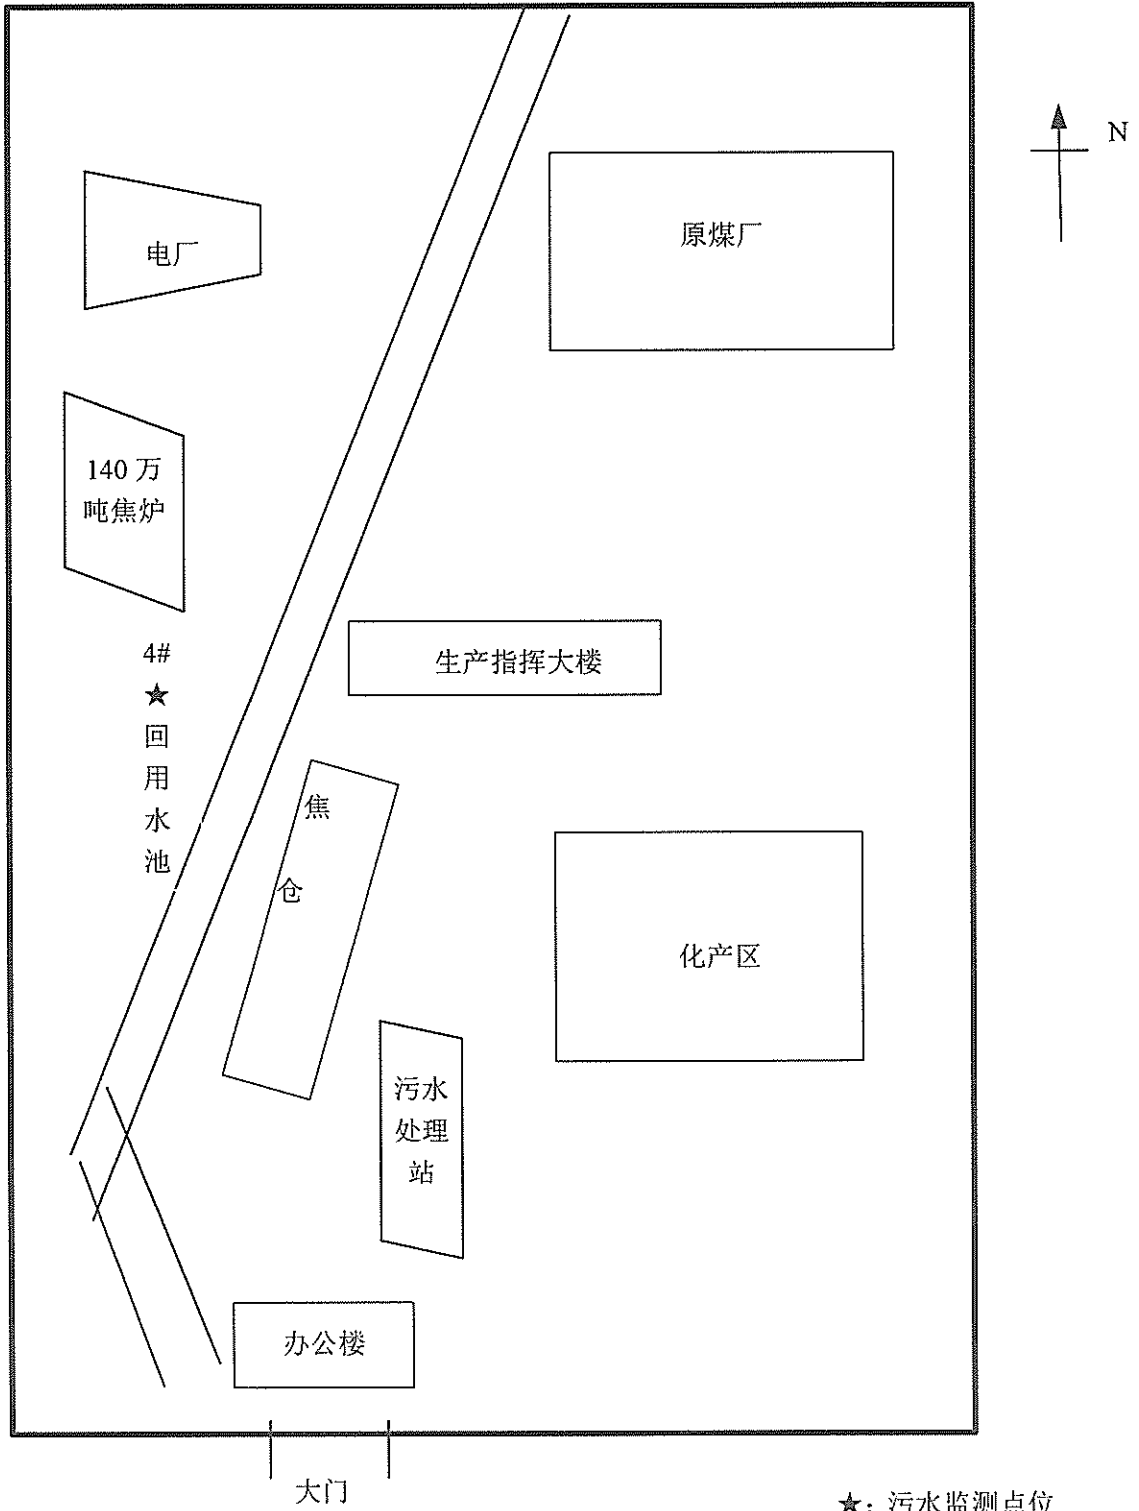 N
原煤厂
电厂
140 万
吨焦炉
4#
★
回
用
水
池
生产指挥大楼
焦
仓
化产区
污水
处理
站
办公楼
大门
★: 污水监测点位